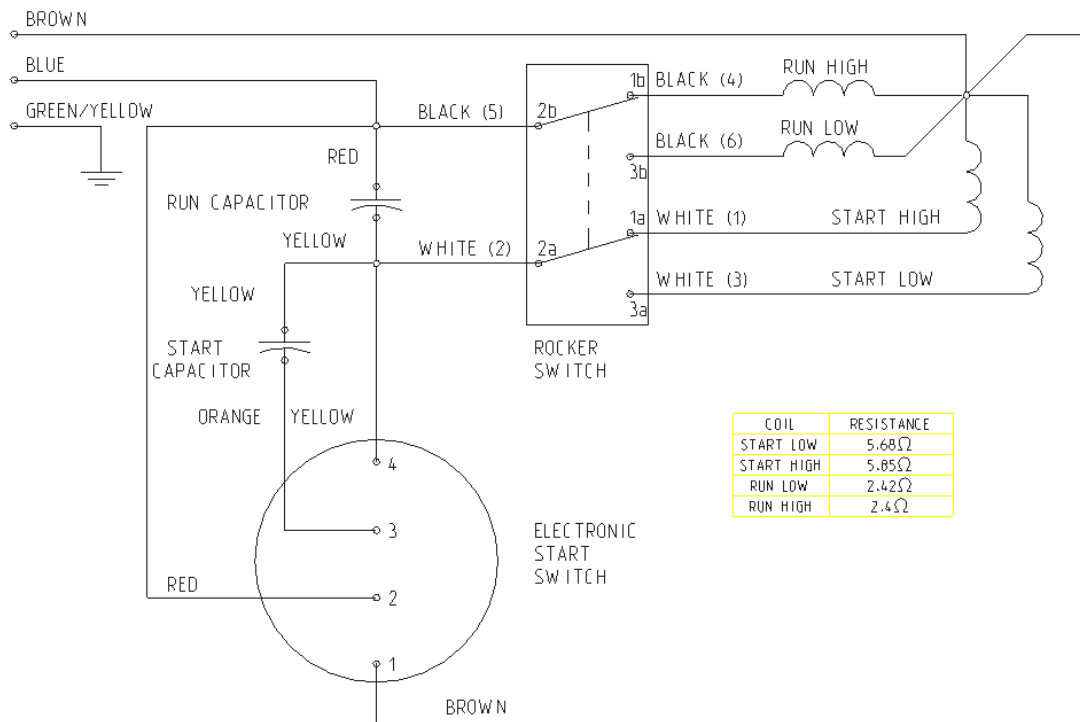 BROWN
BLUE
GREEN/YELLOW
BLACK (5)
2b
1b
BLACK (4)
RUN HIGH
BLACK (6)
RUN LOW
3b
RED
RUN CAPACITOR
YELLOW
WHITE (2)
2a
1a
WHITE (1)
START HIGH
WHITE (3)
START LOW
3a
YELLOW
START
CAPACITOR
ROCKER
SWITCH
ORANGE
YELLOW
COIL RESISTANCE
START LOW 5.68Ω
START HIGH 5.85Ω
RUN LOW 2.42Ω
RUN HIGH 2.4Ω
4
3
ELECTRONIC
START
SWITCH
RED
2
1
BROWN